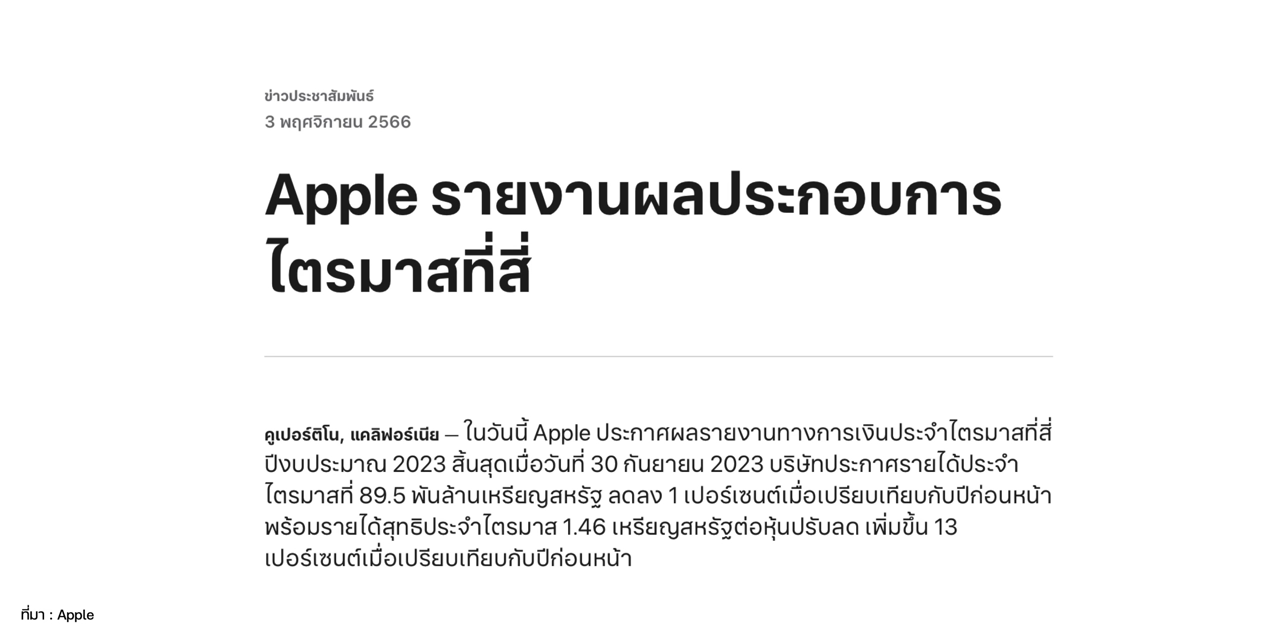 ข่าวประชาสัมพันธ์
3 พฤศจิกายน 2566
Apple รายงานผลประกอบการ
ไตรมาสที่สี่
คูเปอร์ติโน, แคลิฟอร์เนีย — ในวันนี้ Apple ประกาศผลรายงานทางการเงินประจำไตรมาสที่สี่
ปีงบประมาณ 2023 สิ้นสุดเมื่อวันที่ 30 กันยายน 2023 บริษัทประกาศรายได้ประจำ
ไตรมาสที่ 89.5 พันล้านเหรียญสหรัฐ ลดลง 1 เปอร์เซนต์เมื่อเปรียบเทียบกับปีก่อนหน้า
พร้อมรายได้สุทธิประจำไตรมาส 1.46 เหรียญสหรัฐต่อหุ้นปรับลด เพิ่มขึ้น 13
เปอร์เซนต์เมื่อเปรียบเทียบกับปีก่อนหน้า
ที่มา : Apple